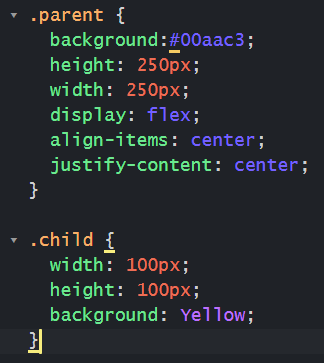 .parent {
background:#00aac3;
height: 250px;
width: 250px;
display: flex;
align-items: center;
justify-content: center;
}
.child {
width: 100px;
height: 100px;
background: Yellow;
}